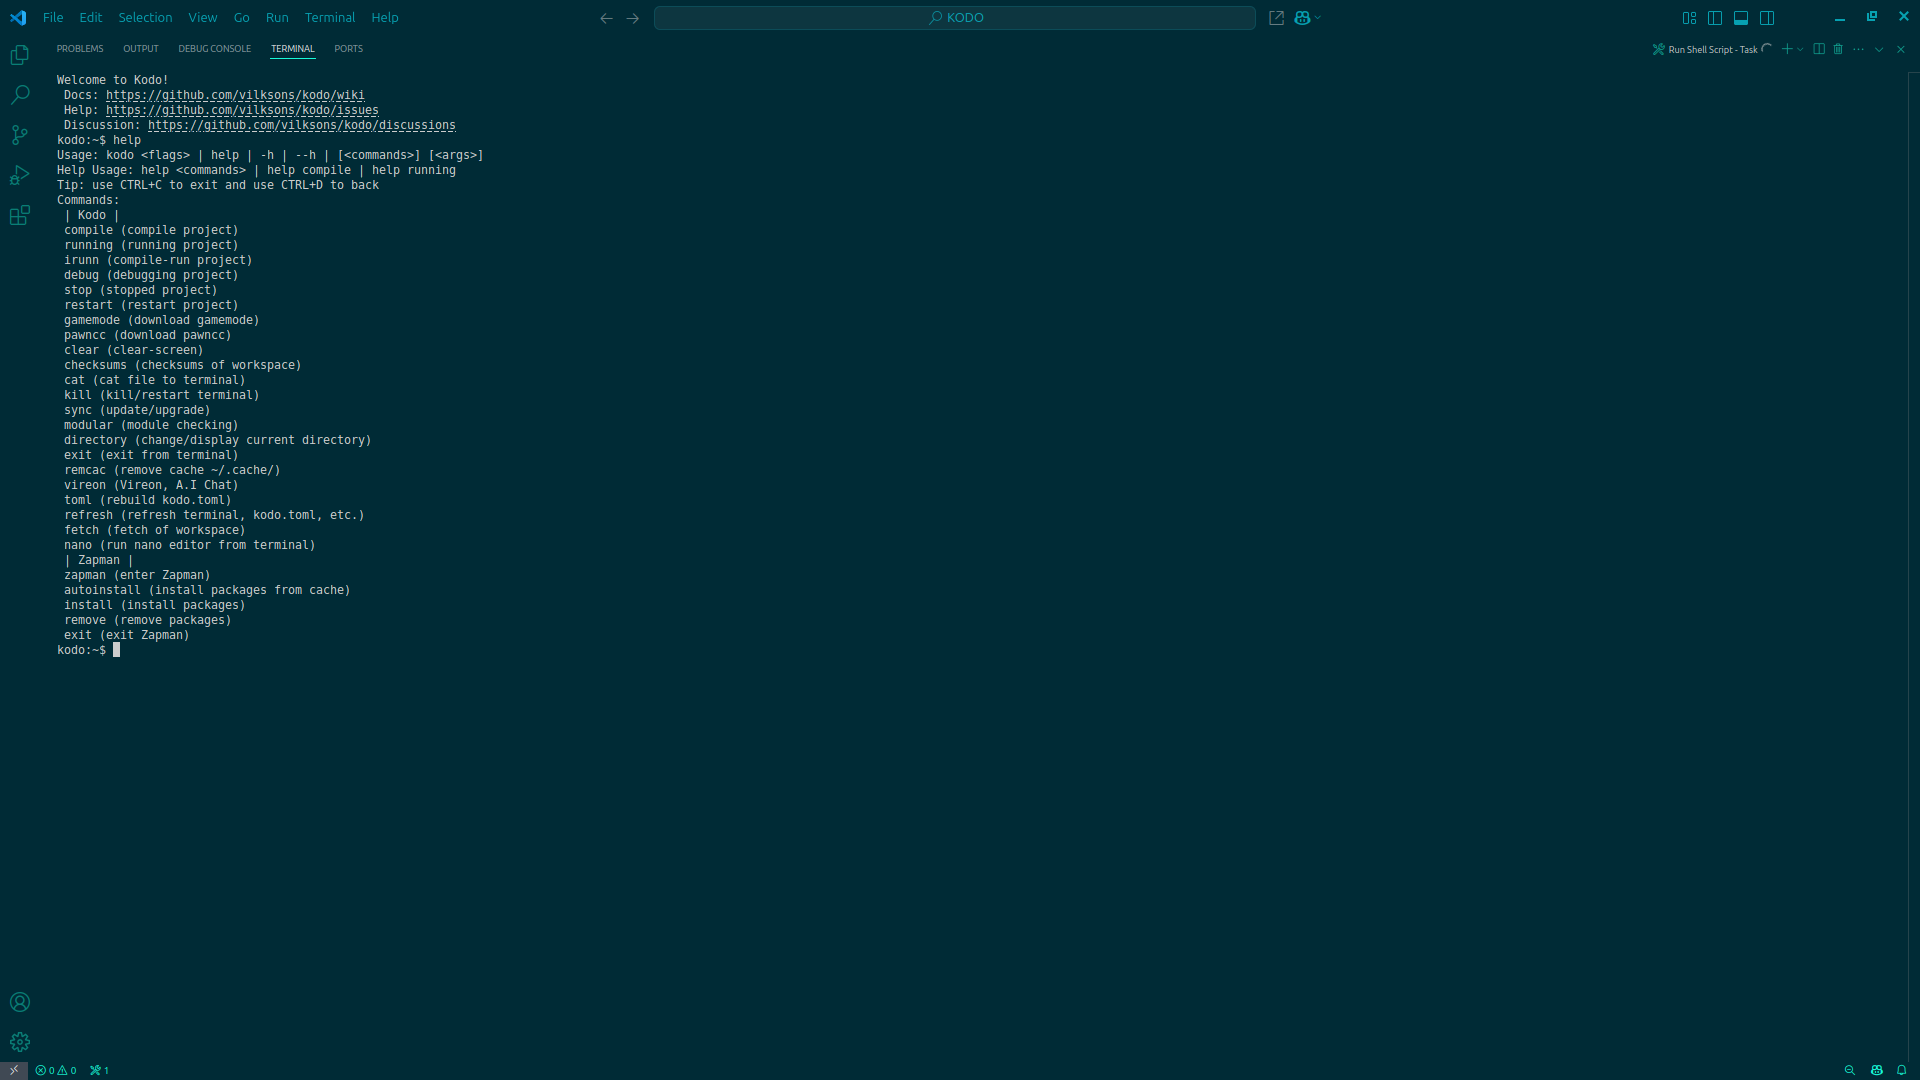 File Edit Selection View Go Run Terminal Help
KODO
PROBLEMS OUTPUT DEBUG CONSOLE TERMINAL PORTS
Run Shell Script - Task
Welcome to Kodo!
Docs: https://github.com/vilksons/kodo/wiki
Help: https://github.com/vilksons/kodo/issues
Discussion: https://github.com/vilksons/kodo/discussions
kodo:~$ help
Usage: kodo <flags> | help | -h | --h | [<commands>] [<args>]
Help Usage: help <commands> | help compile | help running
Tip: use CTRL+C to exit and use CTRL+D to back
Commands:
| Kodo |
compile (compile project)
running (running project)
irunn (compile-run project)
debug (debugging project)
stop (stopped project)
restart (restart project)
gamemode (download gamemode)
pawncc (download pawncc)
clear (clear-screen)
checksums (checksums of workspace)
cat (cat file to terminal)
kill (kill/restart terminal)
sync (update/upgrade)
modular (module checking)
directory (change/display current directory)
exit (exit from terminal)
remcac (remove cache ~/.cache/)
vireon (Vireon, A.I Chat)
toml (rebuild kodo.toml)
refresh (refresh terminal, kodo.toml, etc.)
fetch (fetch of workspace)
nano (run nano editor from terminal)
| Zapman |
zapman (enter Zapman)
autoinstall (install packages from cache)
install (install packages)
remove (remove packages)
exit (exit Zapman)
kodo:~$
0 0 1